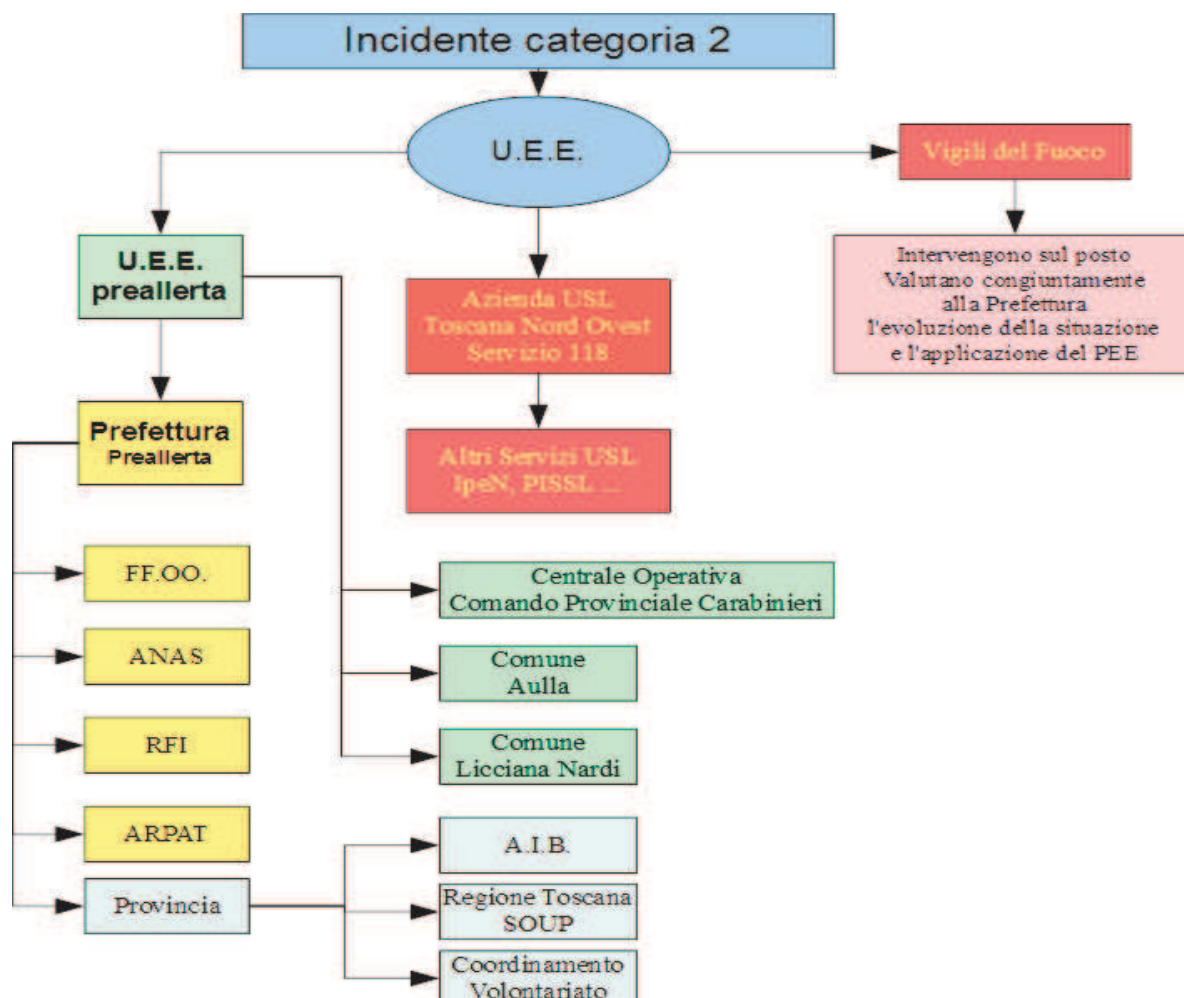 Incidente categoria 2
U.E.E.
Vigili del Fuoco
U.E.E.
preallerta
Intervengono sul posto
Valutano congiuntamente
alla Prefettura
l'evoluzione della situazione
e l'applicazione del PEE
Azienda USL
Toscana Nord Ovest
Servizio 118
Prefettura
Preallerta
Altri Servizi USL
IpeN, PISSL ...
FF.OO.
Centrale Operativa
Comando Provinciale Carabinieri
ANAS
Comune
Aulla
RFI
Comune
Licciana Nardi
ARPAT
A.I.B.
Provincia
Regione Toscana
SOUP
Coordinamento
Volontariato